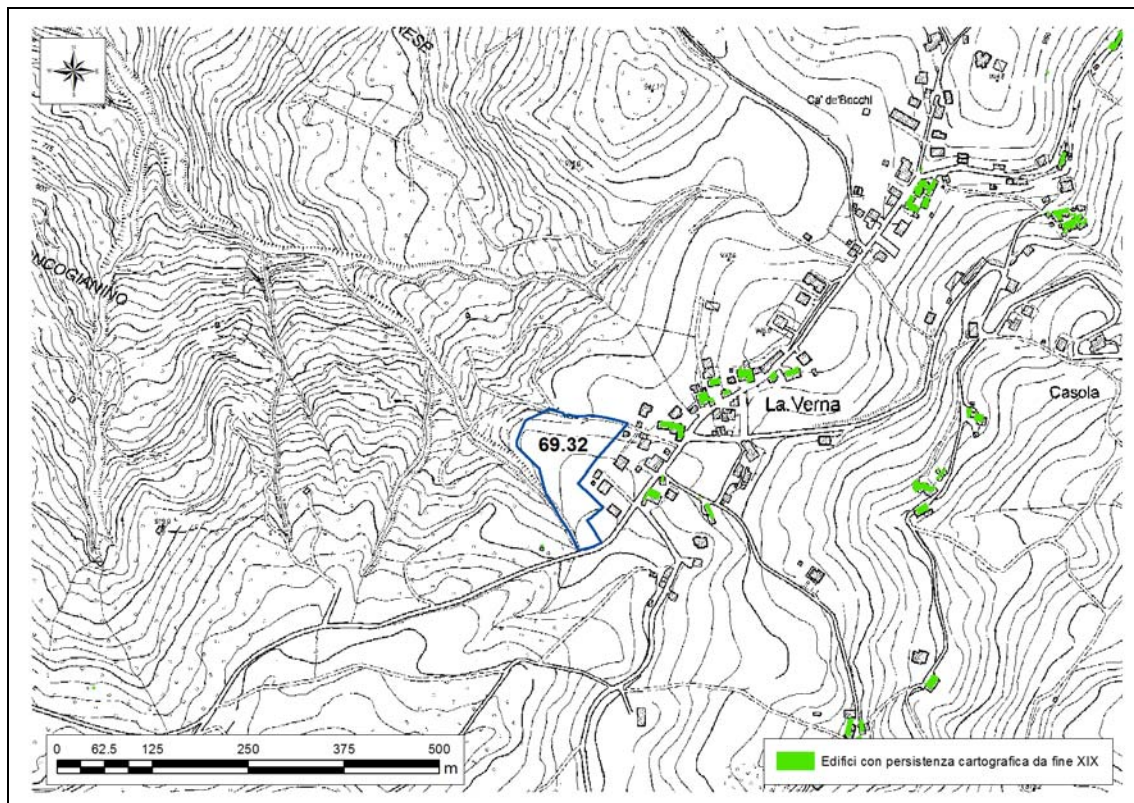 Ca' de' Bocchi
La Verna
Casola
69.32
0 62.5 125 250 375 500
m
Edifici con persistenza cartografica da fine XIX